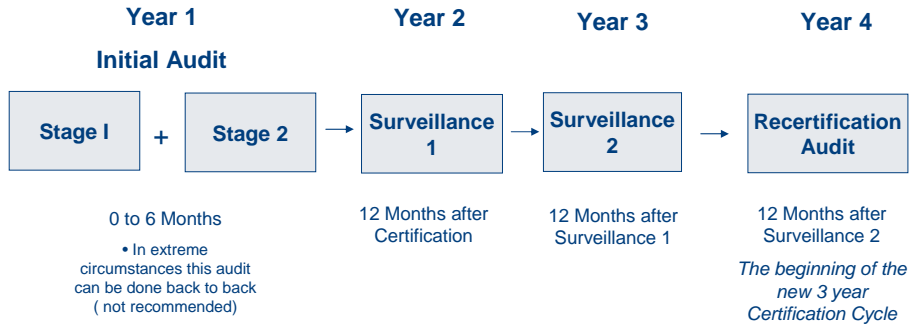 Year 1
Year 2
Year 3
Year 4
Initial Audit
Stage I
+
Stage 2
Surveillance
1
Surveillance
2
Recertification
Audit
0 to 6 Months
• In extreme
circumstances this audit
can be done back to back
( not recommended)
12 Months after
Certification
12 Months after
Surveillance 1
12 Months after
Surveillance 2
The beginning of the
new 3 year
Certification Cycle